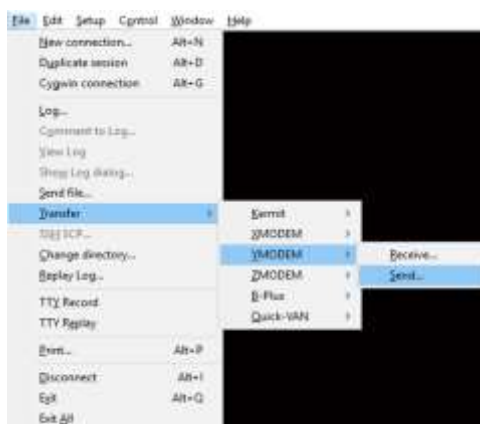 File Edit Setup Control Window Help
New connection... Alt+N
Duplicate session Alt+D
Cygwin connection Alt+G
Log...
Comment to Log...
View Log
Show Log dialog...
Send file...
Transfer
SSH SCP...
Change directory...
Replay Log...
TTY Record
TTY Replay
Print... Alt+P
Disconnect Alt+I
Exit Alt+Q
Exit All
Kermit
XMODEM
YMODEM
ZMODEM
B-Plus
Quick-VAN
Receive...
Send...